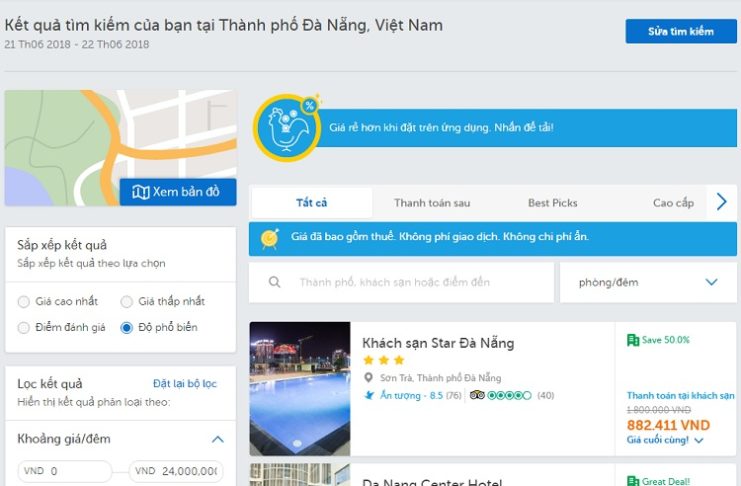 Kết quả tìm kiếm của bạn tại Thành phố Đà Nẵng, Việt Nam
21 Th06 2018 - 22 Th06 2018
Sửa tìm kiếm
%
Giá rẻ hơn khi đặt trên ứng dụng. Nhấn để tải!
Xem bản đồ
Tất cả
Thanh toán sau
Best Picks
Cao cấp
Giá đã bao gồm thuế. Không phí giao dịch. Không chi phí ẩn.
Thành phố, khách sạn hoặc điểm đến
phòng/đêm
Sắp xếp kết quả
Sắp xếp kết quả theo lựa chọn
Giá cao nhất
Giá thấp nhất
Điểm đánh giá
Độ phổ biến
Lọc kết quả
Đặt lại bộ lọc
Hiển thị kết quả phân loại theo:
Khoảng giá/đêm
VND 0
VND 24,000,000
Khách sạn Star Đà Nẵng
Sơn Trà, Thành phố Đà Nẵng
Ấn tượng - 8.5 (76)
(40)
Save 50.0%
Thanh toán tại khách sạn
1.800.000 VND
882.411 VND
Giá cuối cùng!
Da Nang Center Hotel
Great Deal!